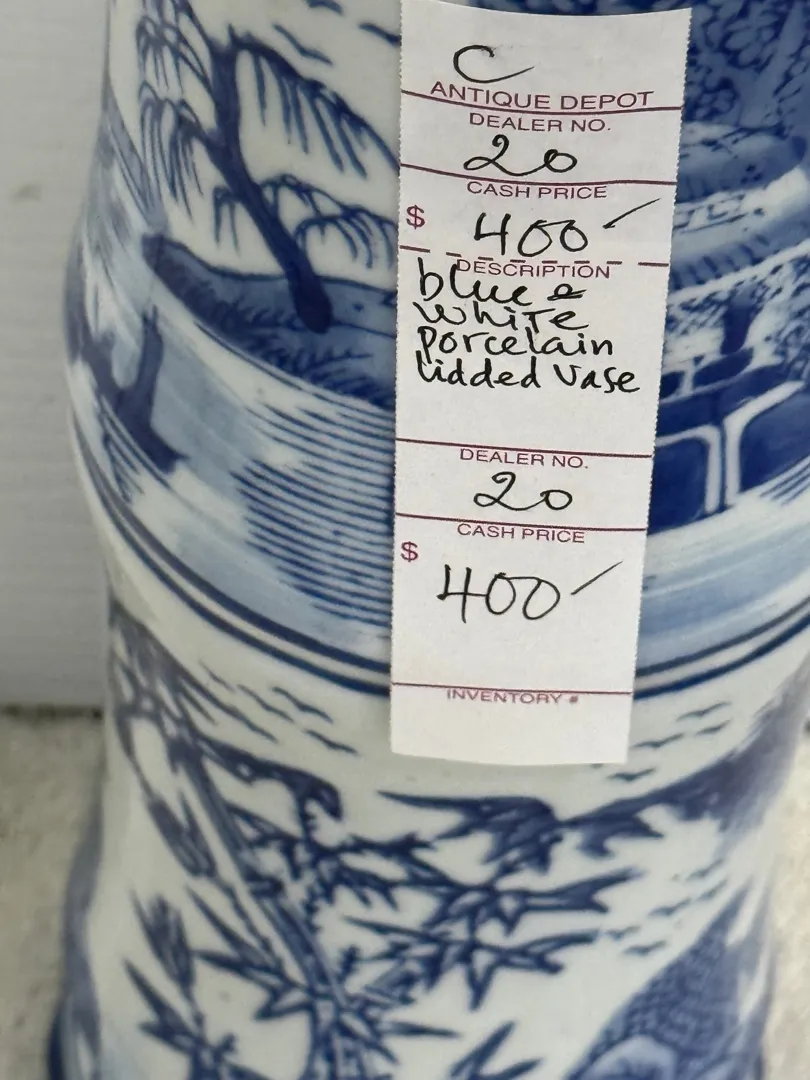 C
ANTIQUE DEPOT
DEALER NO.
20
CASH PRICE
$ 400
DESCRIPTION
blue &
white
porcelain
lidded vase
DEALER NO.
20
CASH PRICE
$ 400
INVENTORY #